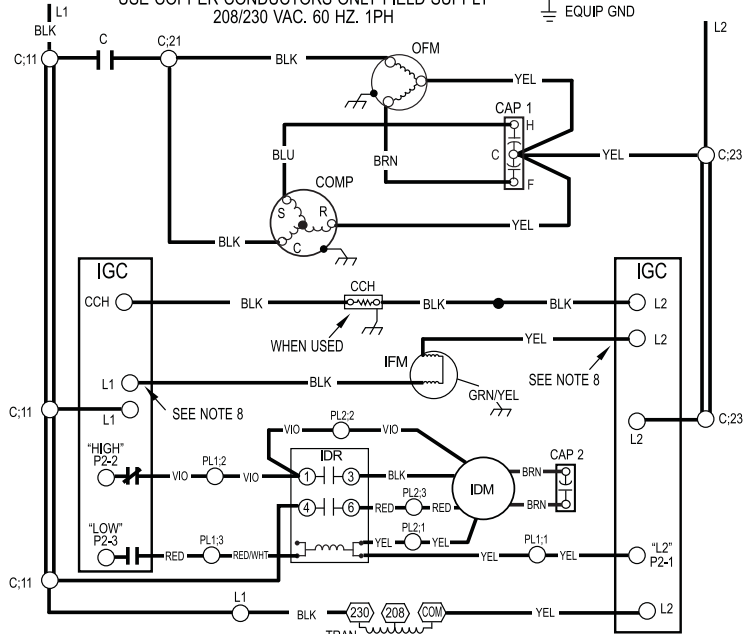 USE COPPER CONDUCTORS ONLY FIELD SUPPLY
208/230 VAC. 60 HZ. 1PH
EQUIP GND
L1
BLK
L2
C;11
C
C;21
BLK
OFM
YEL
CAP 1
H
C
F
YEL
C;23
BLU
BRN
COMP
S
R
C
YEL
BLK
IGC
CCH
BLK
CCH
BLK
BLK
IGC
L2
WHEN USED
YEL
L2
IFM
L1
BLK
GRN/YEL
SEE NOTE 8
SEE NOTE 8
C;11
L1
L2
C;23
VIO
PL2;2
VIO
"HIGH"
P2-2
VIO
PL1;2
VIO
IDR
1
3
BLK
IDM
BRN
CAP 2
4
6
RED
PL2;3
RED
BRN
"LOW"
P2-3
RED
PL1;3
RED/WHT
YEL
PL2;1
YEL
YEL
PL1;1
YEL
"L2"
P2-1
C;11
L1
BLK
230
208
COM
YEL
L2
TRAN